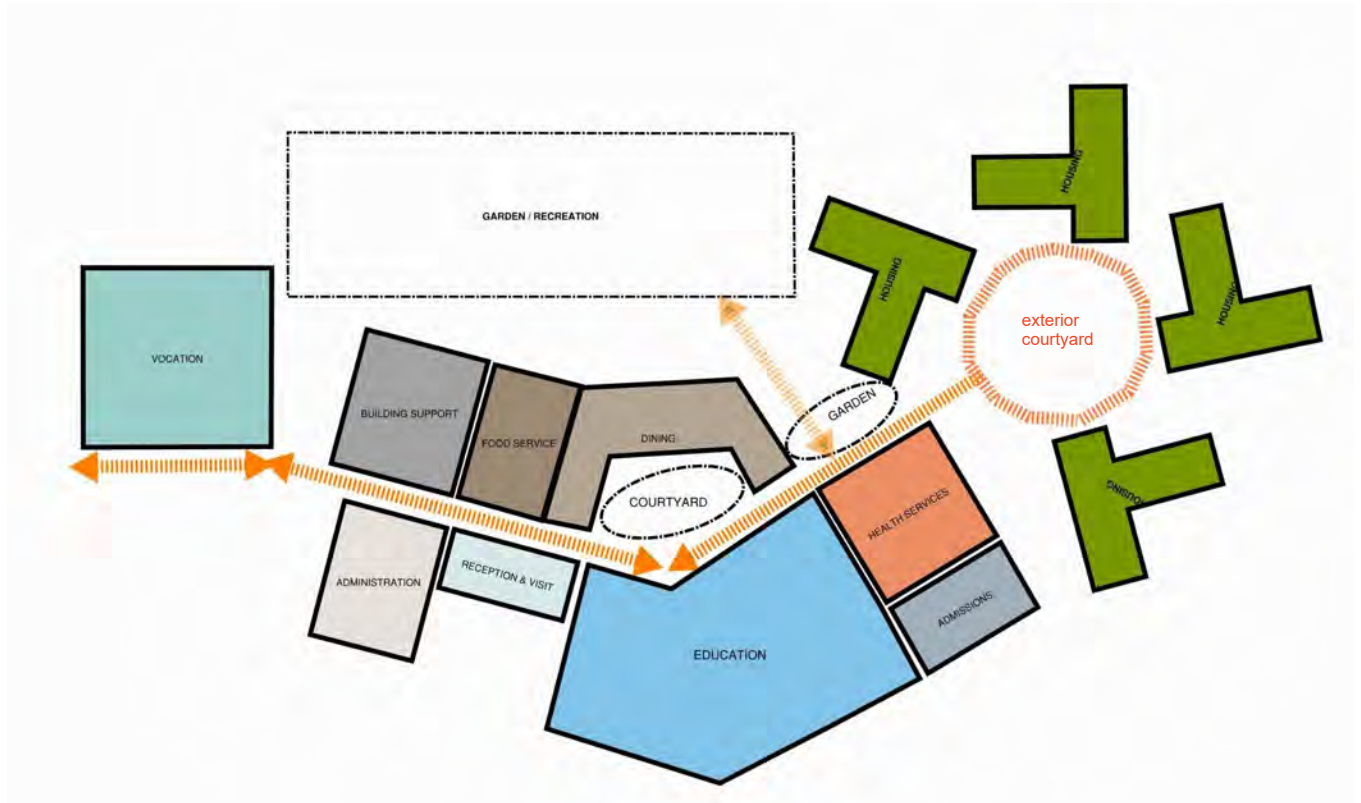 HOUSING
GARDEN / RECREATION
HOUSING
HOUSING
exterior
courtyard
VOCATION
GARDEN
BUILDING SUPPORT
DINING
FOOD SERVICE
HOUSING
COURTYARD
HEALTH SERVICES
RECEPTION & VISIT
ADMINISTRATION
ADMISSIONS
EDUCATION